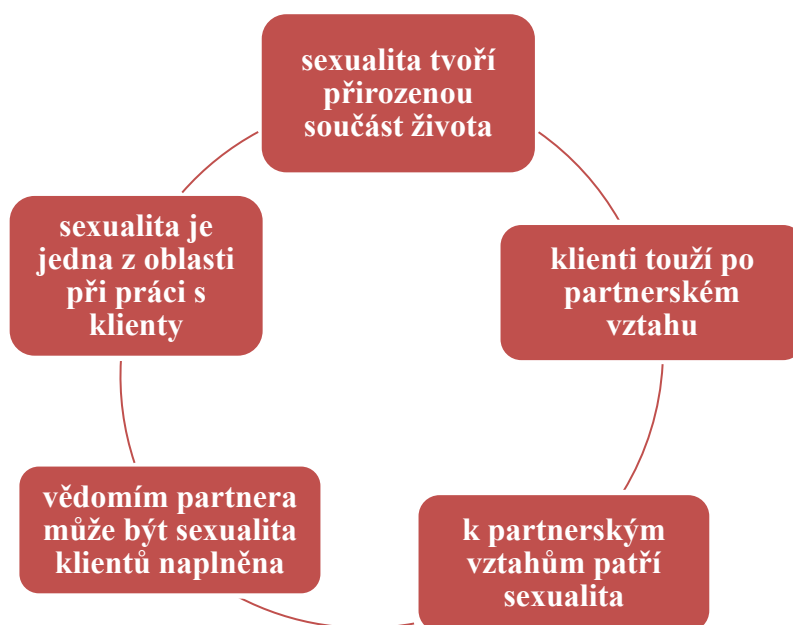 sexualita tvoří
přirozenou
součást života
klienti touží po
partnerském
vztahu
k partnerským
vztahům patří
sexualita
vědomím partnera
může být sexualita
klientů naplněna
sexualita je
jedna z oblasti
při práci s
klienty